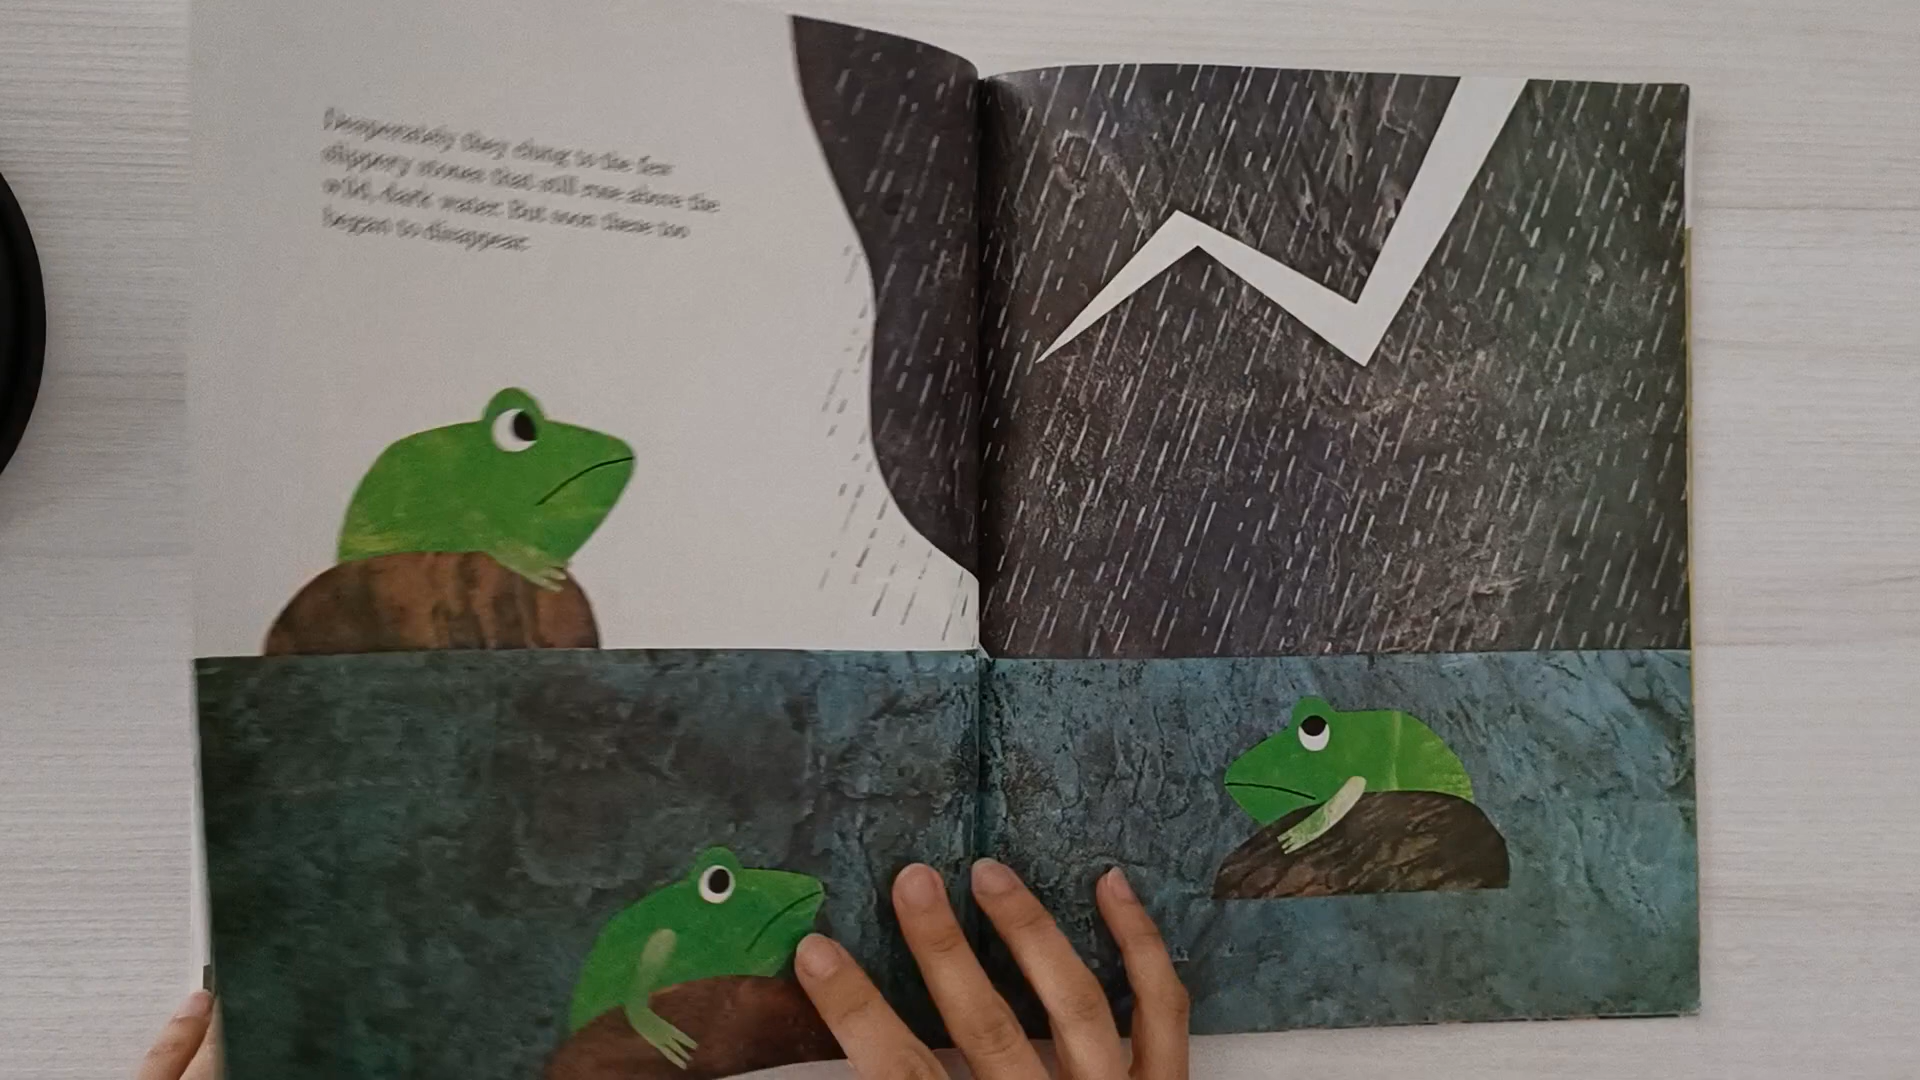 Desperately they clung to the few
slippery stones that still rose above the
wild, dark water. But soon these too
began to disappear.